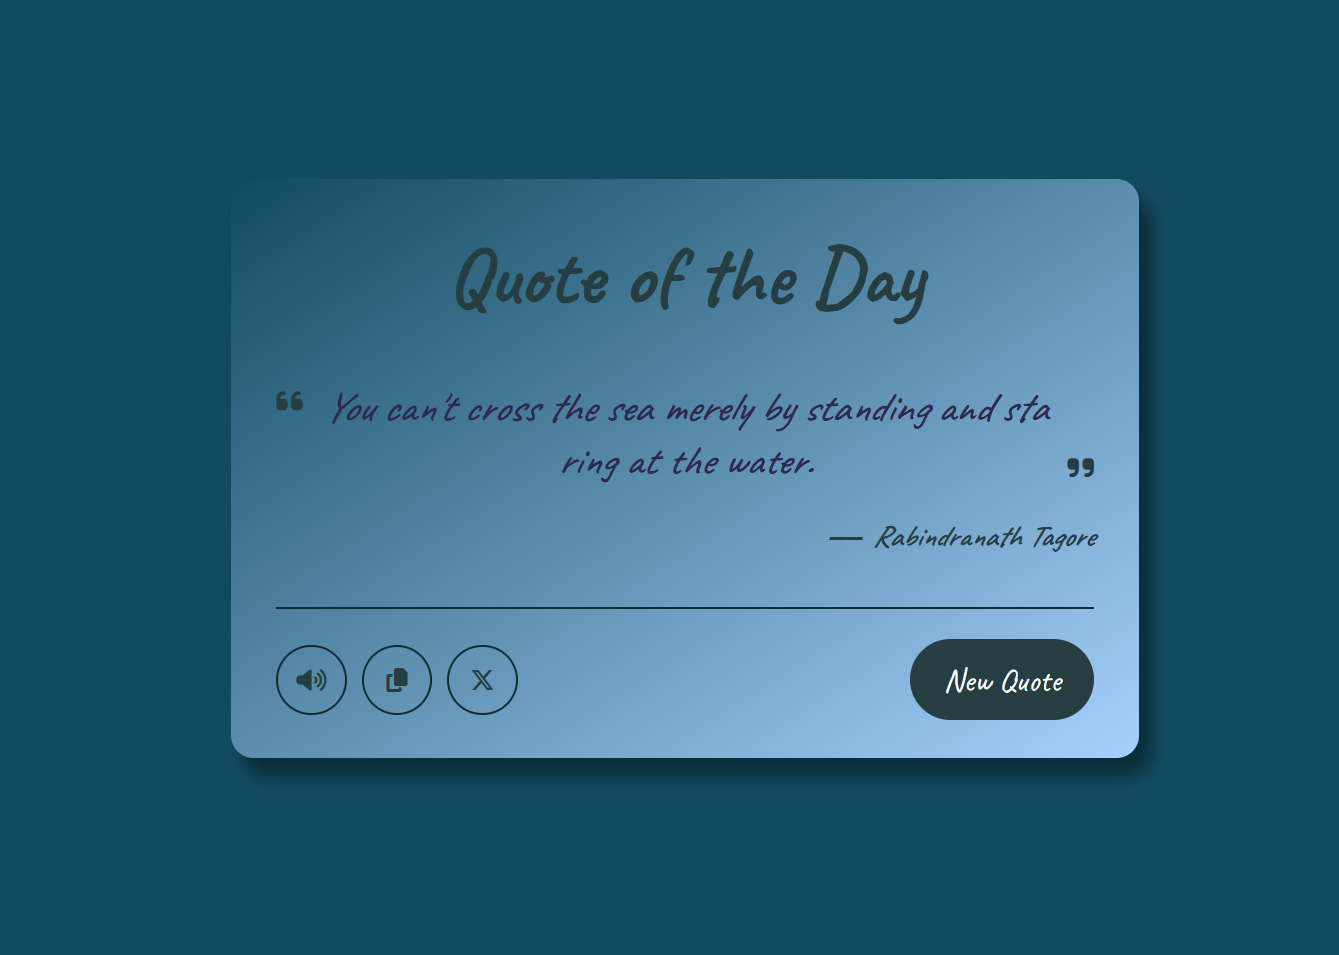 Quote of the Day
“ You can't cross the sea merely by standing and sta
ring at the water. ”
— Rabindranath Tagore
X New Quote